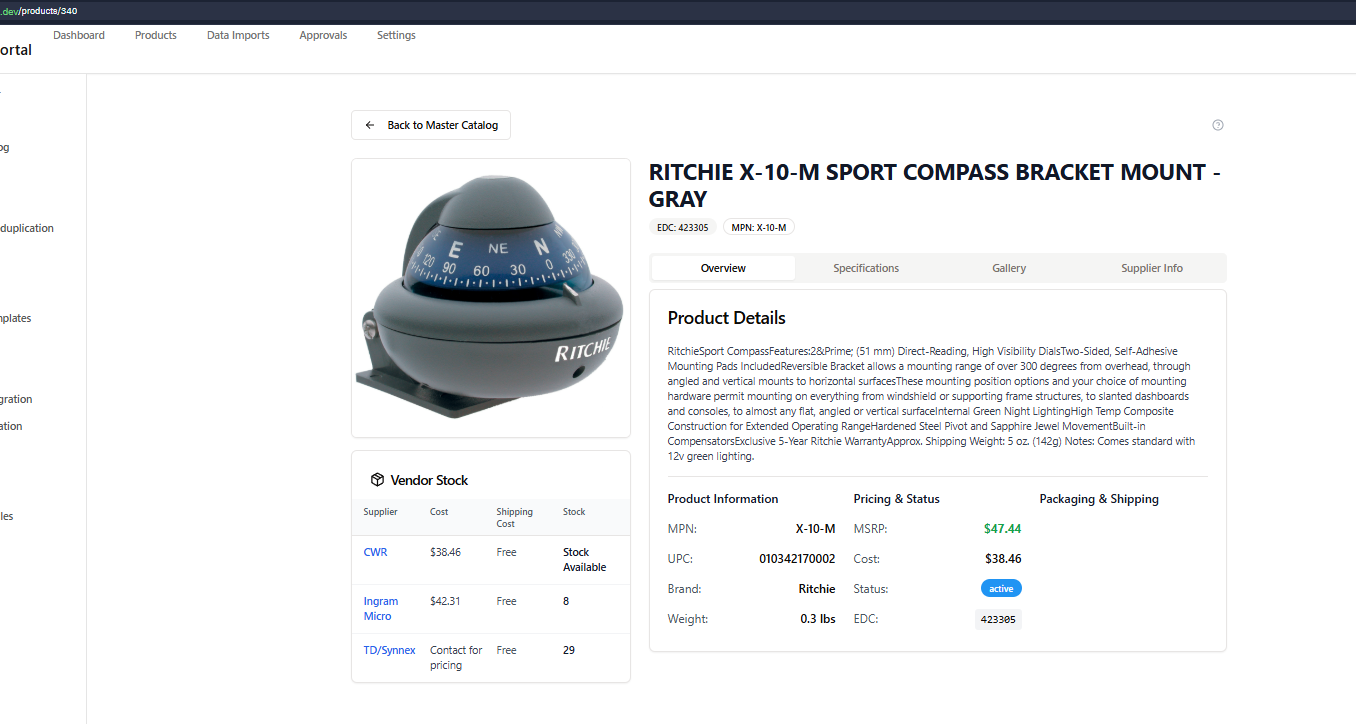 .dev/products/340
ortal
Dashboard
Products
Data Imports
Approvals
Settings
og
duplication
nplates
gration
ation
les
Back to Master Catalog
E
NE
N
120
90
60
30
0
330
RITCHIE
RITCHIE X-10-M SPORT COMPASS BRACKET MOUNT -
GRAY
EDC: 423305
MPN: X-10-M
Overview
Specifications
Gallery
Supplier Info
Product Details
RitchieSport CompassFeatures:2&Prime; (51 mm) Direct-Reading, High Visibility DialsTwo-Sided, Self-Adhesive
Mounting Pads IncludedReversible Bracket allows a mounting range of over 300 degrees from overhead, through
angled and vertical mounts to horizontal surfacesThese mounting position options and your choice of mounting
hardware permit mounting on everything from windshield or supporting frame structures, to slanted dashboards
and consoles, to almost any flat, angled or vertical surfaceInternal Green Night LightingHigh Temp Composite
Construction for Extended Operating RangeHardened Steel Pivot and Sapphire Jewel MovementBuilt-in
CompensatorsExclusive 5-Year Ritchie WarrantyApprox. Shipping Weight: 5 oz. (142g) Notes: Comes standard with
12v green lighting.
Product Information
MPN: X-10-M
UPC: 010342170002
Brand: Ritchie
Weight: 0.3 lbs
Pricing & Status
MSRP: $47.44
Cost: $38.46
Status: active
EDC: 423305
Packaging & Shipping
Vendor Stock
Supplier Cost Shipping Cost Stock
CWR $38.46 Free Stock Available
Ingram Micro $42.31 Free 8
TD/Synnex Contact for pricing Free 29